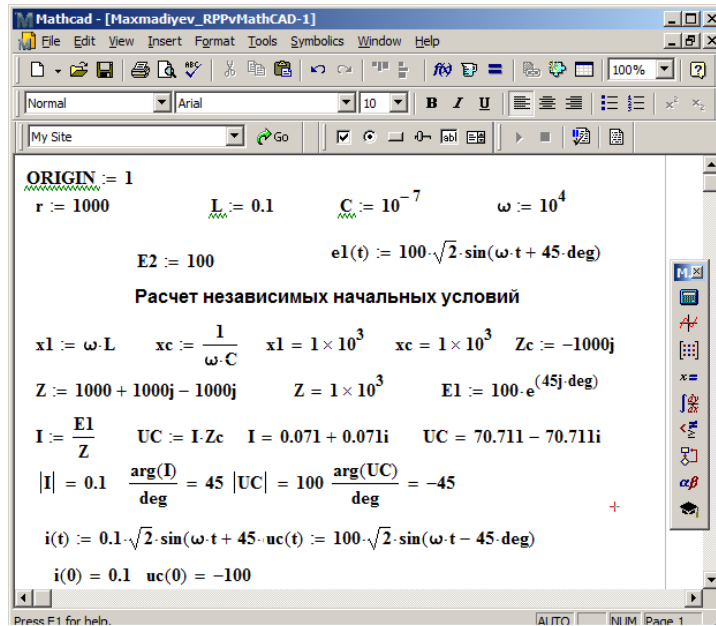 Mathcad - [Maxmadiyev_RPPvMathCAD-1]
File Edit View Insert Format Tools Symbolics Window Help
100%
Normal Arial 10 B I U x² x₂
My Site Go
ORIGIN := 1
r := 1000 L := 0.1 C := 10^-7 ω := 10^4
E2 := 100 e1(t) := 100·√2·sin(ω·t + 45·deg)
Расчет независимых начальных условий
x1 := ω·L xc := 1/(ω·C) x1 = 1 × 10^3 xc = 1 × 10^3 Zc := −1000j
Z := 1000 + 1000j − 1000j Z = 1 × 10^3 E1 := 100·e^(45j·deg)
I := E1/Z UC := I·Zc I = 0.071 + 0.071i UC = 70.711 − 70.711i
|I| = 0.1 arg(I)/deg = 45 |UC| = 100 arg(UC)/deg = −45
i(t) := 0.1·√2·sin(ω·t + 45· uc(t) := 100·√2·sin(ω·t − 45·deg)
i(0) = 0.1 uc(0) = −100
Press F1 for help. AUTO NUM Page 1